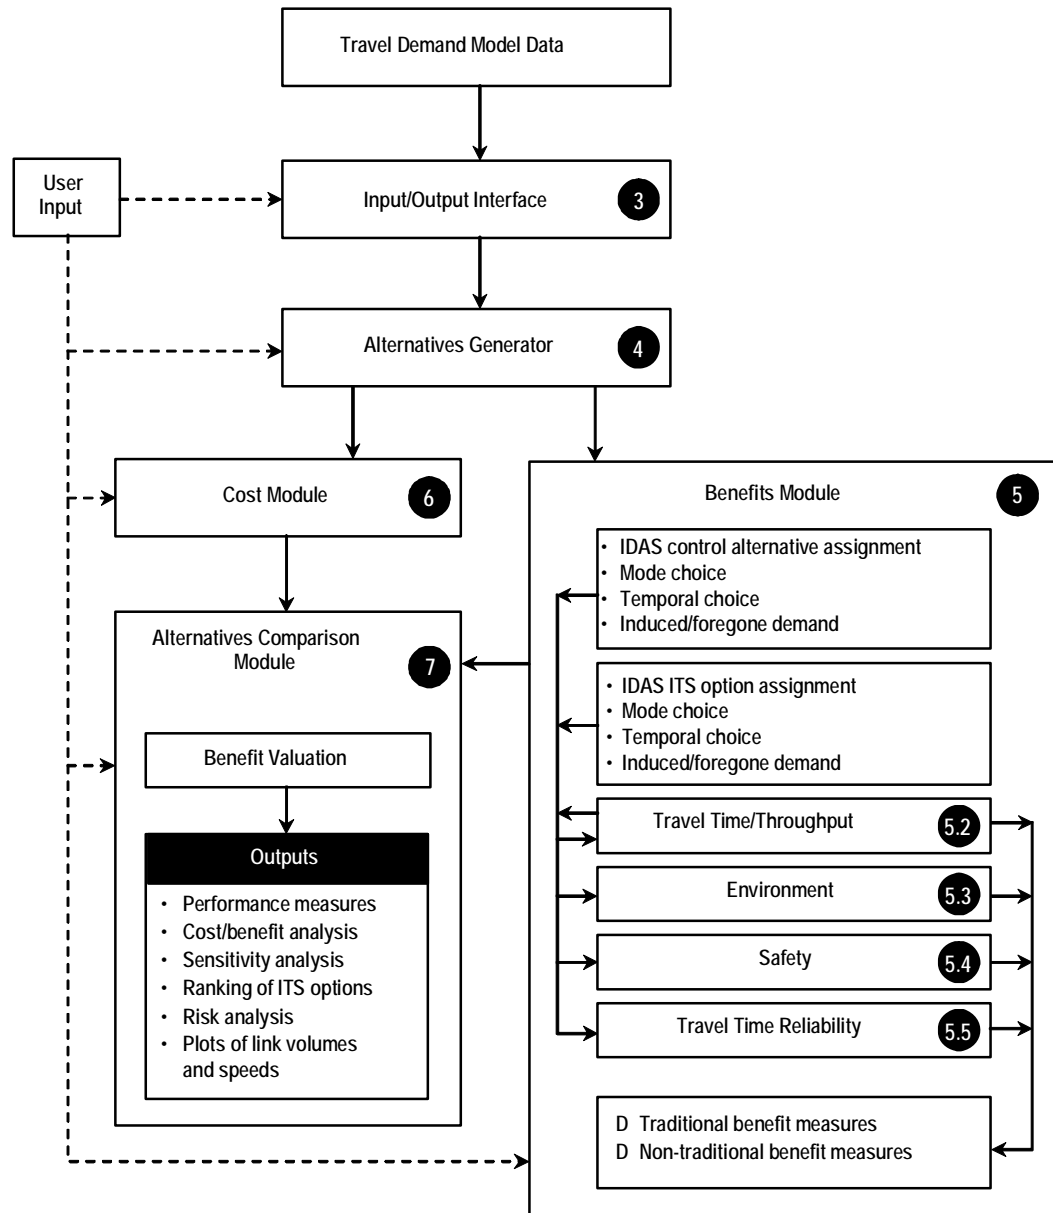 Travel Demand Model Data
User
Input
Input/Output Interface
3
Alternatives Generator
4
Cost Module
6
Benefits Module
5
• IDAS control alternative assignment
• Mode choice
• Temporal choice
• Induced/foregone demand
Alternatives Comparison
Module
7
• IDAS ITS option assignment
• Mode choice
• Temporal choice
• Induced/foregone demand
Benefit Valuation
Travel Time/Throughput
5.2
Outputs
• Performance measures
• Cost/benefit analysis
• Sensitivity analysis
• Ranking of ITS options
• Risk analysis
• Plots of link volumes
and speeds
Environment
5.3
Safety
5.4
Travel Time Reliability
5.5
D Traditional benefit measures
D Non-traditional benefit measures